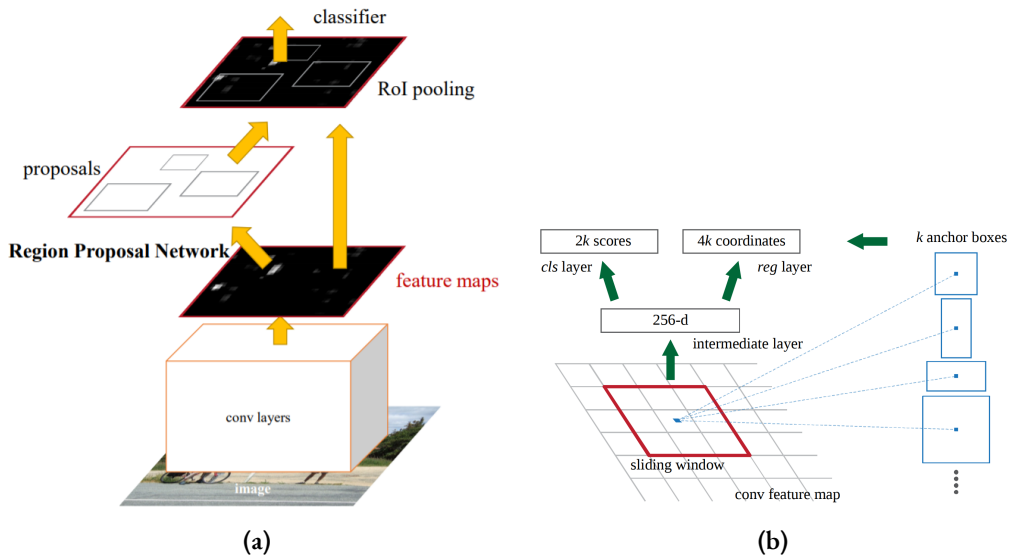 classifier
RoI pooling
proposals
Region Proposal Network
feature maps
conv layers
image
(a)
2k scores
4k coordinates
k anchor boxes
cls layer
reg layer
256-d
intermediate layer
sliding window
conv feature map
(b)